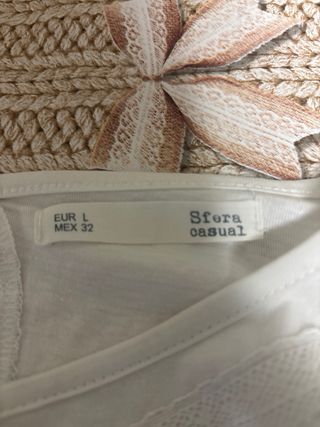 EUR L
MEX 32
Sfera
casual